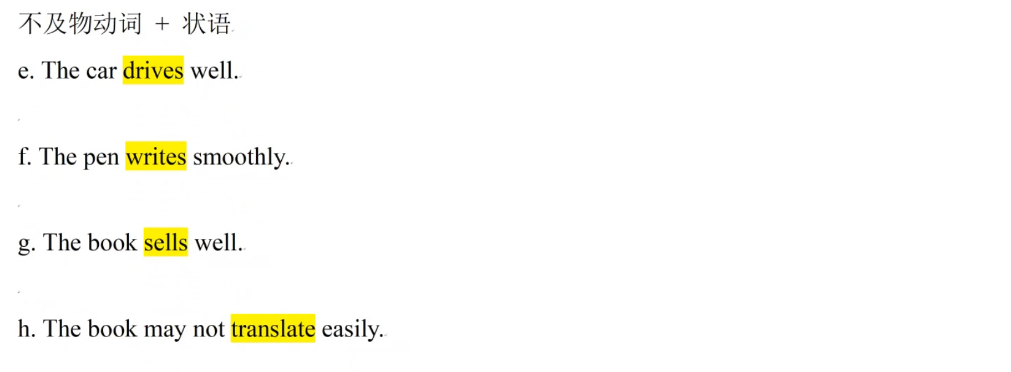 不及物动词 + 状语
e. The car drives well.
f. The pen writes smoothly.
g. The book sells well.
h. The book may not translate easily.